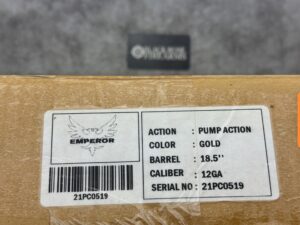 EMPEROR
21PC0519
ACTION : PUMP ACTION
COLOR : GOLD
BARREL : 18.5''
CALIBER : 12GA
SERIAL NO : 21PC0519